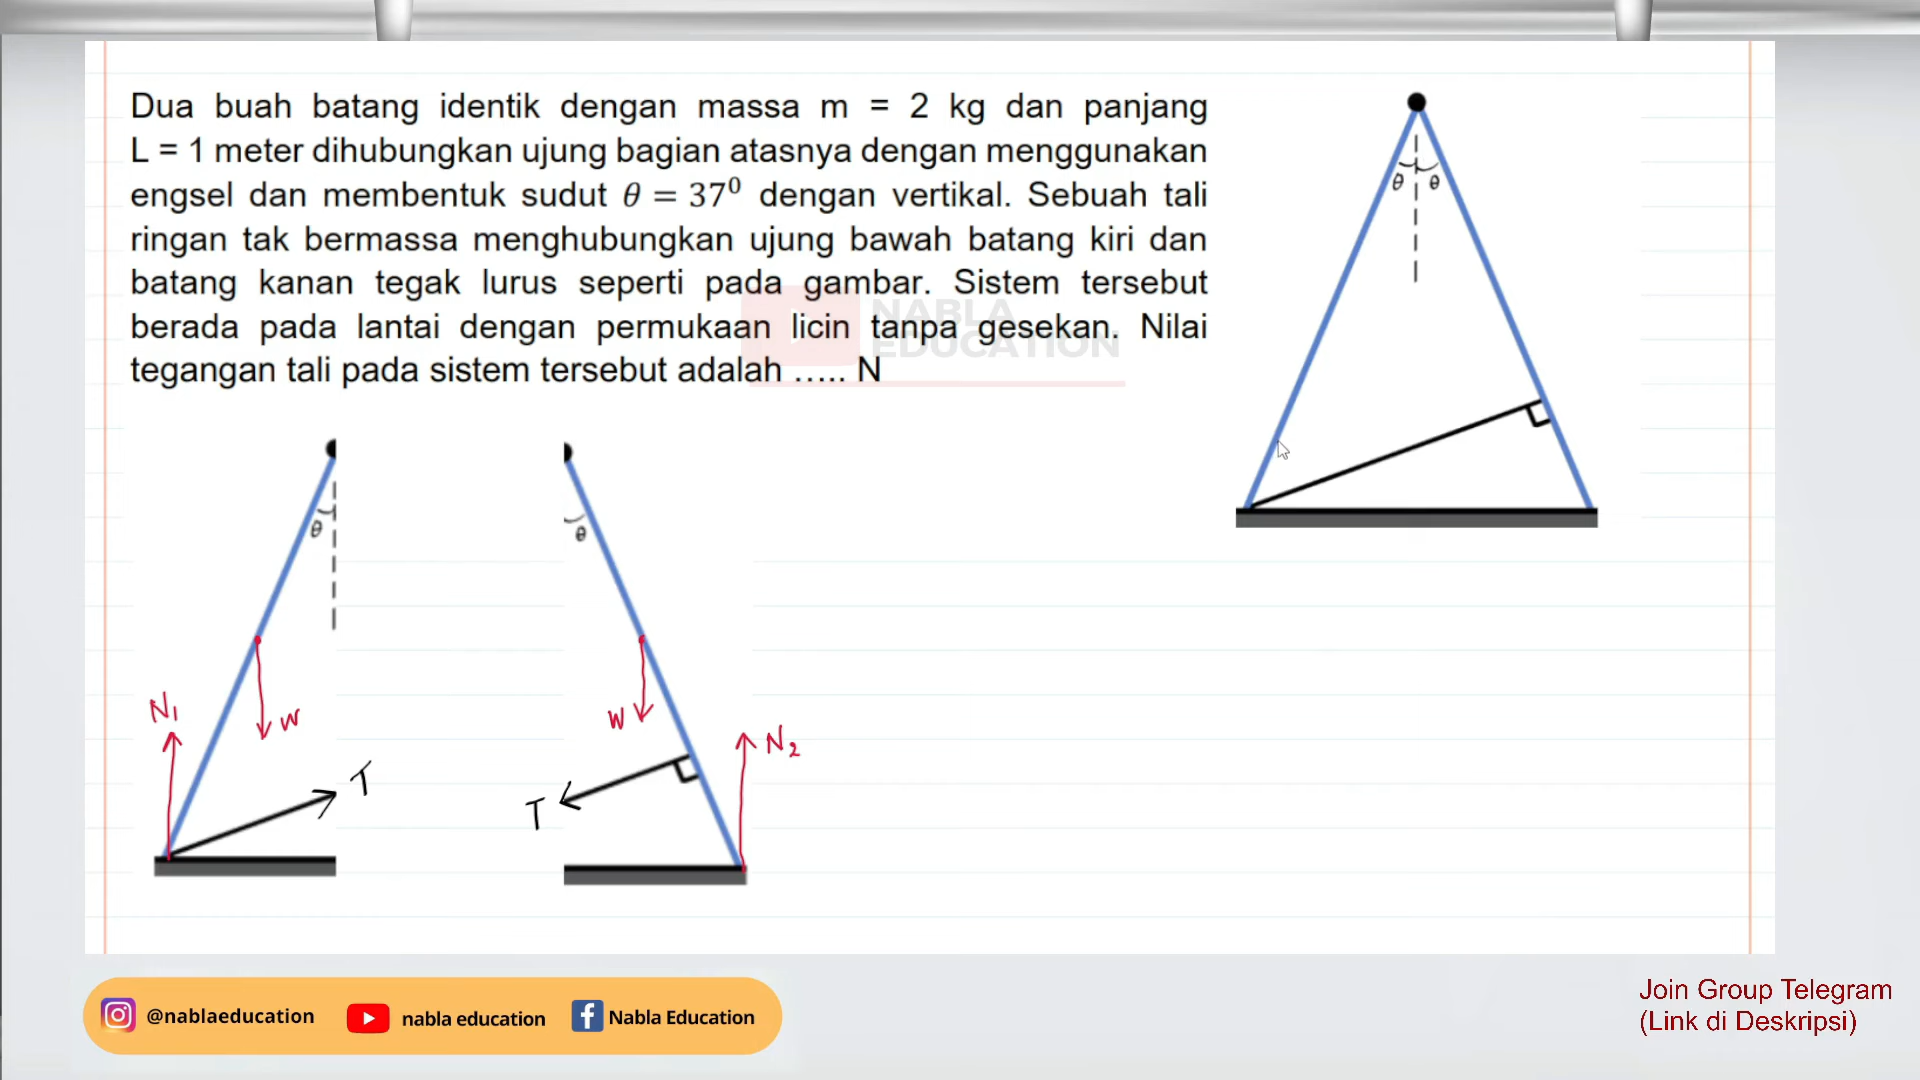 Dua buah batang identik dengan massa m = 2 kg dan panjang
L = 1 meter dihubungkan ujung bagian atasnya dengan menggunakan
engsel dan membentuk sudut θ = 37⁰ dengan vertikal. Sebuah tali
ringan tak bermassa menghubungkan ujung bawah batang kiri dan
batang kanan tegak lurus seperti pada gambar. Sistem tersebut
berada pada lantai dengan permukaan licin tanpa gesekan. Nilai
tegangan tali pada sistem tersebut adalah ..... N
NABLA
EDUCATION
θ θ
θ
θ
N₁
W
T
W
T
N₂
@nablaeducation
nabla education
Nabla Education
Join Group Telegram
(Link di Deskripsi)